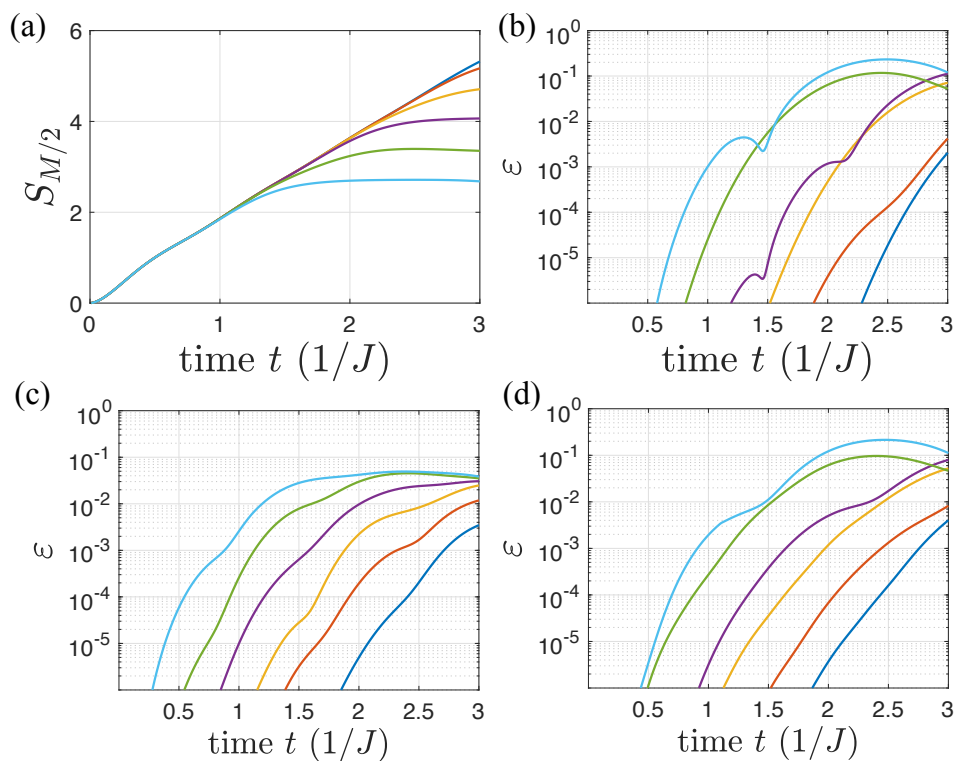 (a)
6
4
2
0
S_{M/2}
0 1 2 3
time t (1/J)
(b)
10^0
10^{-1}
10^{-2}
10^{-3}
10^{-4}
10^{-5}
ε
0.5 1 1.5 2 2.5 3
time t (1/J)
(c)
10^0
10^{-1}
10^{-2}
10^{-3}
10^{-4}
10^{-5}
ε
0.5 1 1.5 2 2.5 3
time t (1/J)
(d)
10^0
10^{-1}
10^{-2}
10^{-3}
10^{-4}
10^{-5}
ε
0.5 1 1.5 2 2.5 3
time t (1/J)